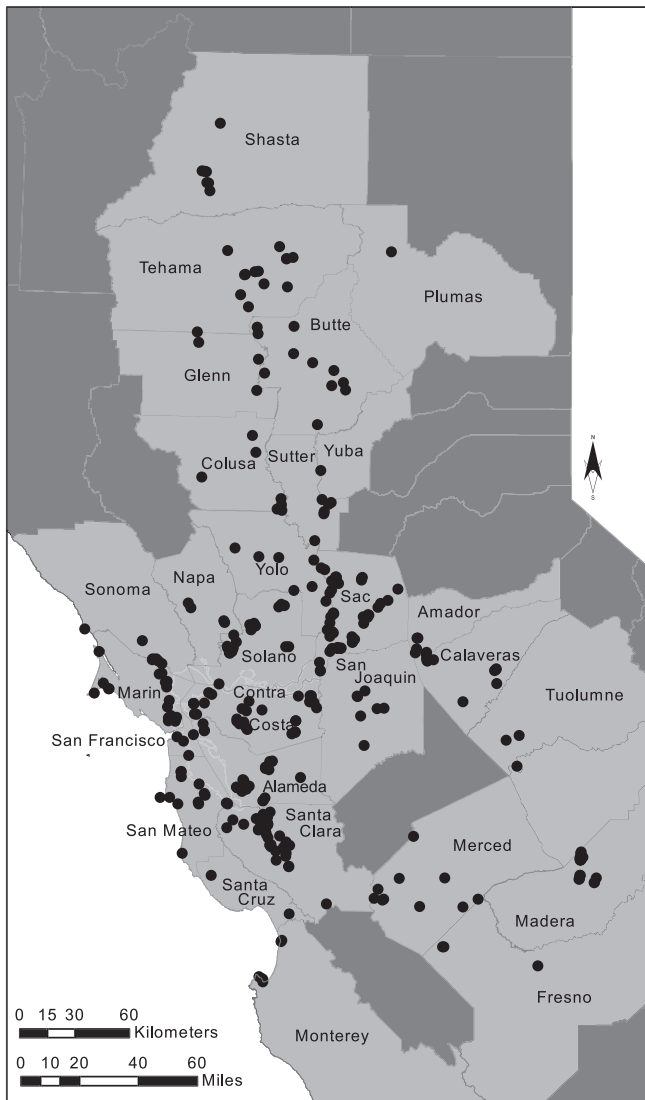 Shasta
Tehama
Plumas
Butte
Glenn
Colusa
Sutter
Yuba
N
S
Yolo
Napa
Sonoma
Sac
Amador
Solano
San
Joaquin
Calaveras
Marin
Contra
Costa
Tuolumne
San Francisco
Alameda
San Mateo
Santa
Clara
Merced
Santa
Cruz
Madera
Fresno
Monterey
0 15 30 60
Kilometers
0 10 20 40 60
Miles